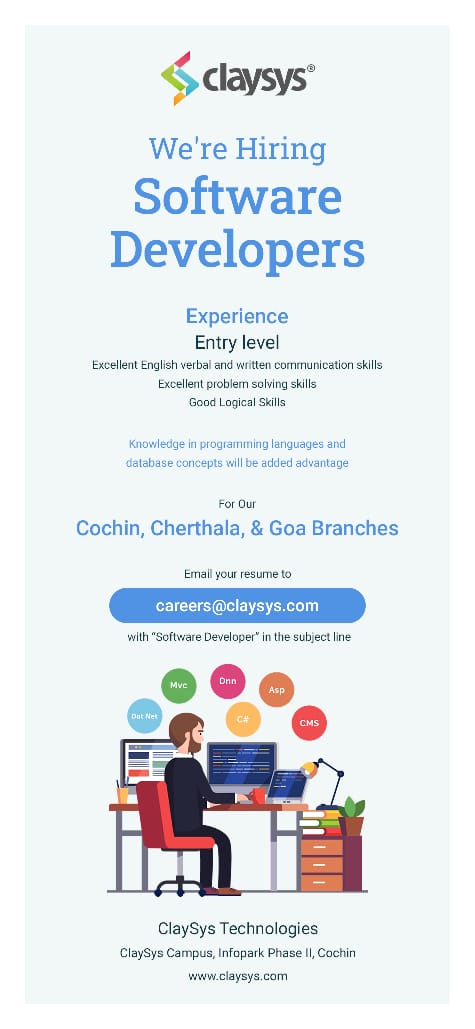 claysys®
We're Hiring
Software
Developers
Experience
Entry level
Excellent English verbal and written communication skills
Excellent problem solving skills
Good Logical Skills
Knowledge in programming languages and
database concepts will be added advantage
For Our
Cochin, Cherthala, & Goa Branches
Email your resume to
careers@claysys.com
with “Software Developer” in the subject line
Dnn
Mvc
Asp
Dot Net
C#
CMS
ClaySys Technologies
ClaySys Campus, Infopark Phase II, Cochin
www.claysys.com